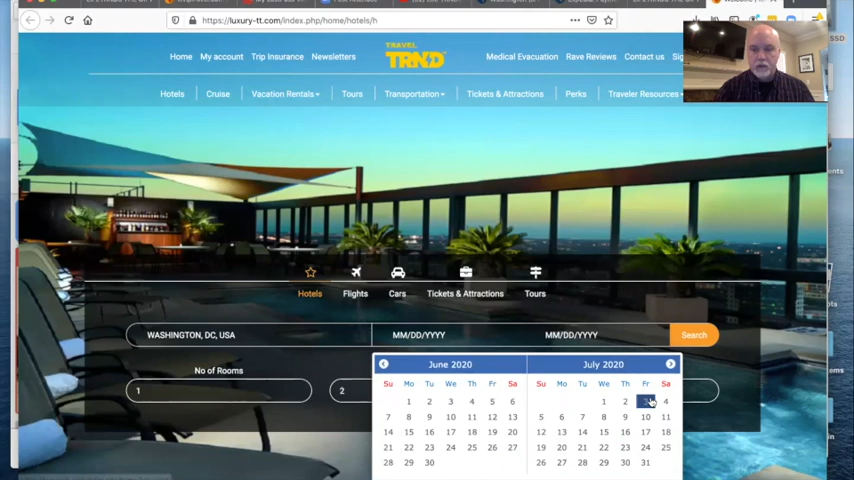 https://luxury-tt.com/index.php/home/hotels/h
SSD
Home My account Trip Insurance Newsletters
TRAVEL
TRND
Medical Evacuation Rave Reviews Contact us
Hotels Cruise Vacation Rentals Tours Transportation Tickets & Attractions Perks Traveler Resources
Hotels Flights Cars Tickets & Attractions Tours
WASHINGTON, DC, USA MM/DD/YYYY MM/DD/YYYY Search
No of Rooms
1 2
June 2020 July 2020
Su Mo Tu We Th Fr Sa Su Mo Tu We Th Fr Sa
1 2 3 4 5 6 1 2 3 4
7 8 9 10 11 12 13 5 6 7 8 9 10 11
14 15 16 17 18 19 20 12 13 14 15 16 17 18
21 22 23 24 25 26 27 19 20 21 22 23 24 25
28 29 30 26 27 28 29 30 31